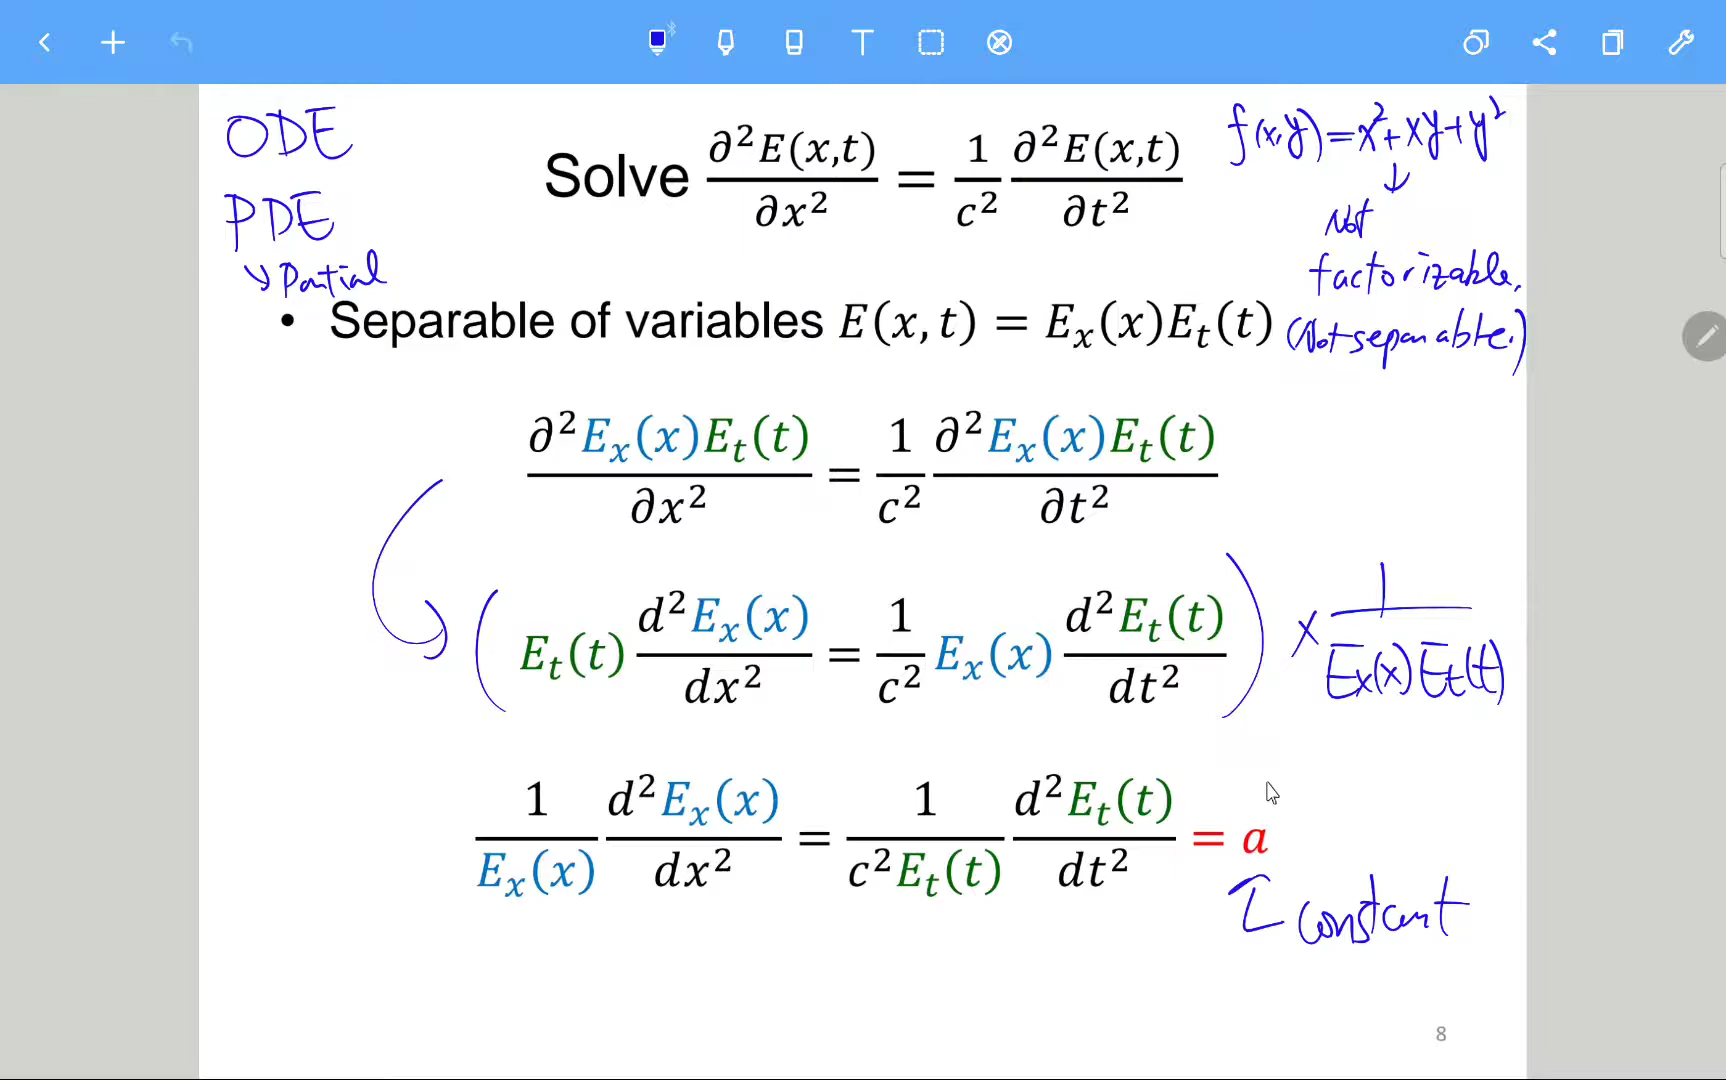 ODE
PDE
Partial
Solve ∂²E(x,t)/∂x² = 1/c² ∂²E(x,t)/∂t²
f(x,y)=x²+xy+y²
Not
factorizable.
(Not separable.)
• Separable of variables E(x, t) = Eₓ(x)Eₜ(t)
∂²Eₓ(x)Eₜ(t)/∂x² = 1/c² ∂²Eₓ(x)Eₜ(t)/∂t²
(Eₜ(t) d²Eₓ(x)/dx² = 1/c² Eₓ(x) d²Eₜ(t)/dt²) × 1/Eₓ(x)Eₜ(t)
1/Eₓ(x) d²Eₓ(x)/dx² = 1/c²Eₜ(t) d²Eₜ(t)/dt² = a
constant
8